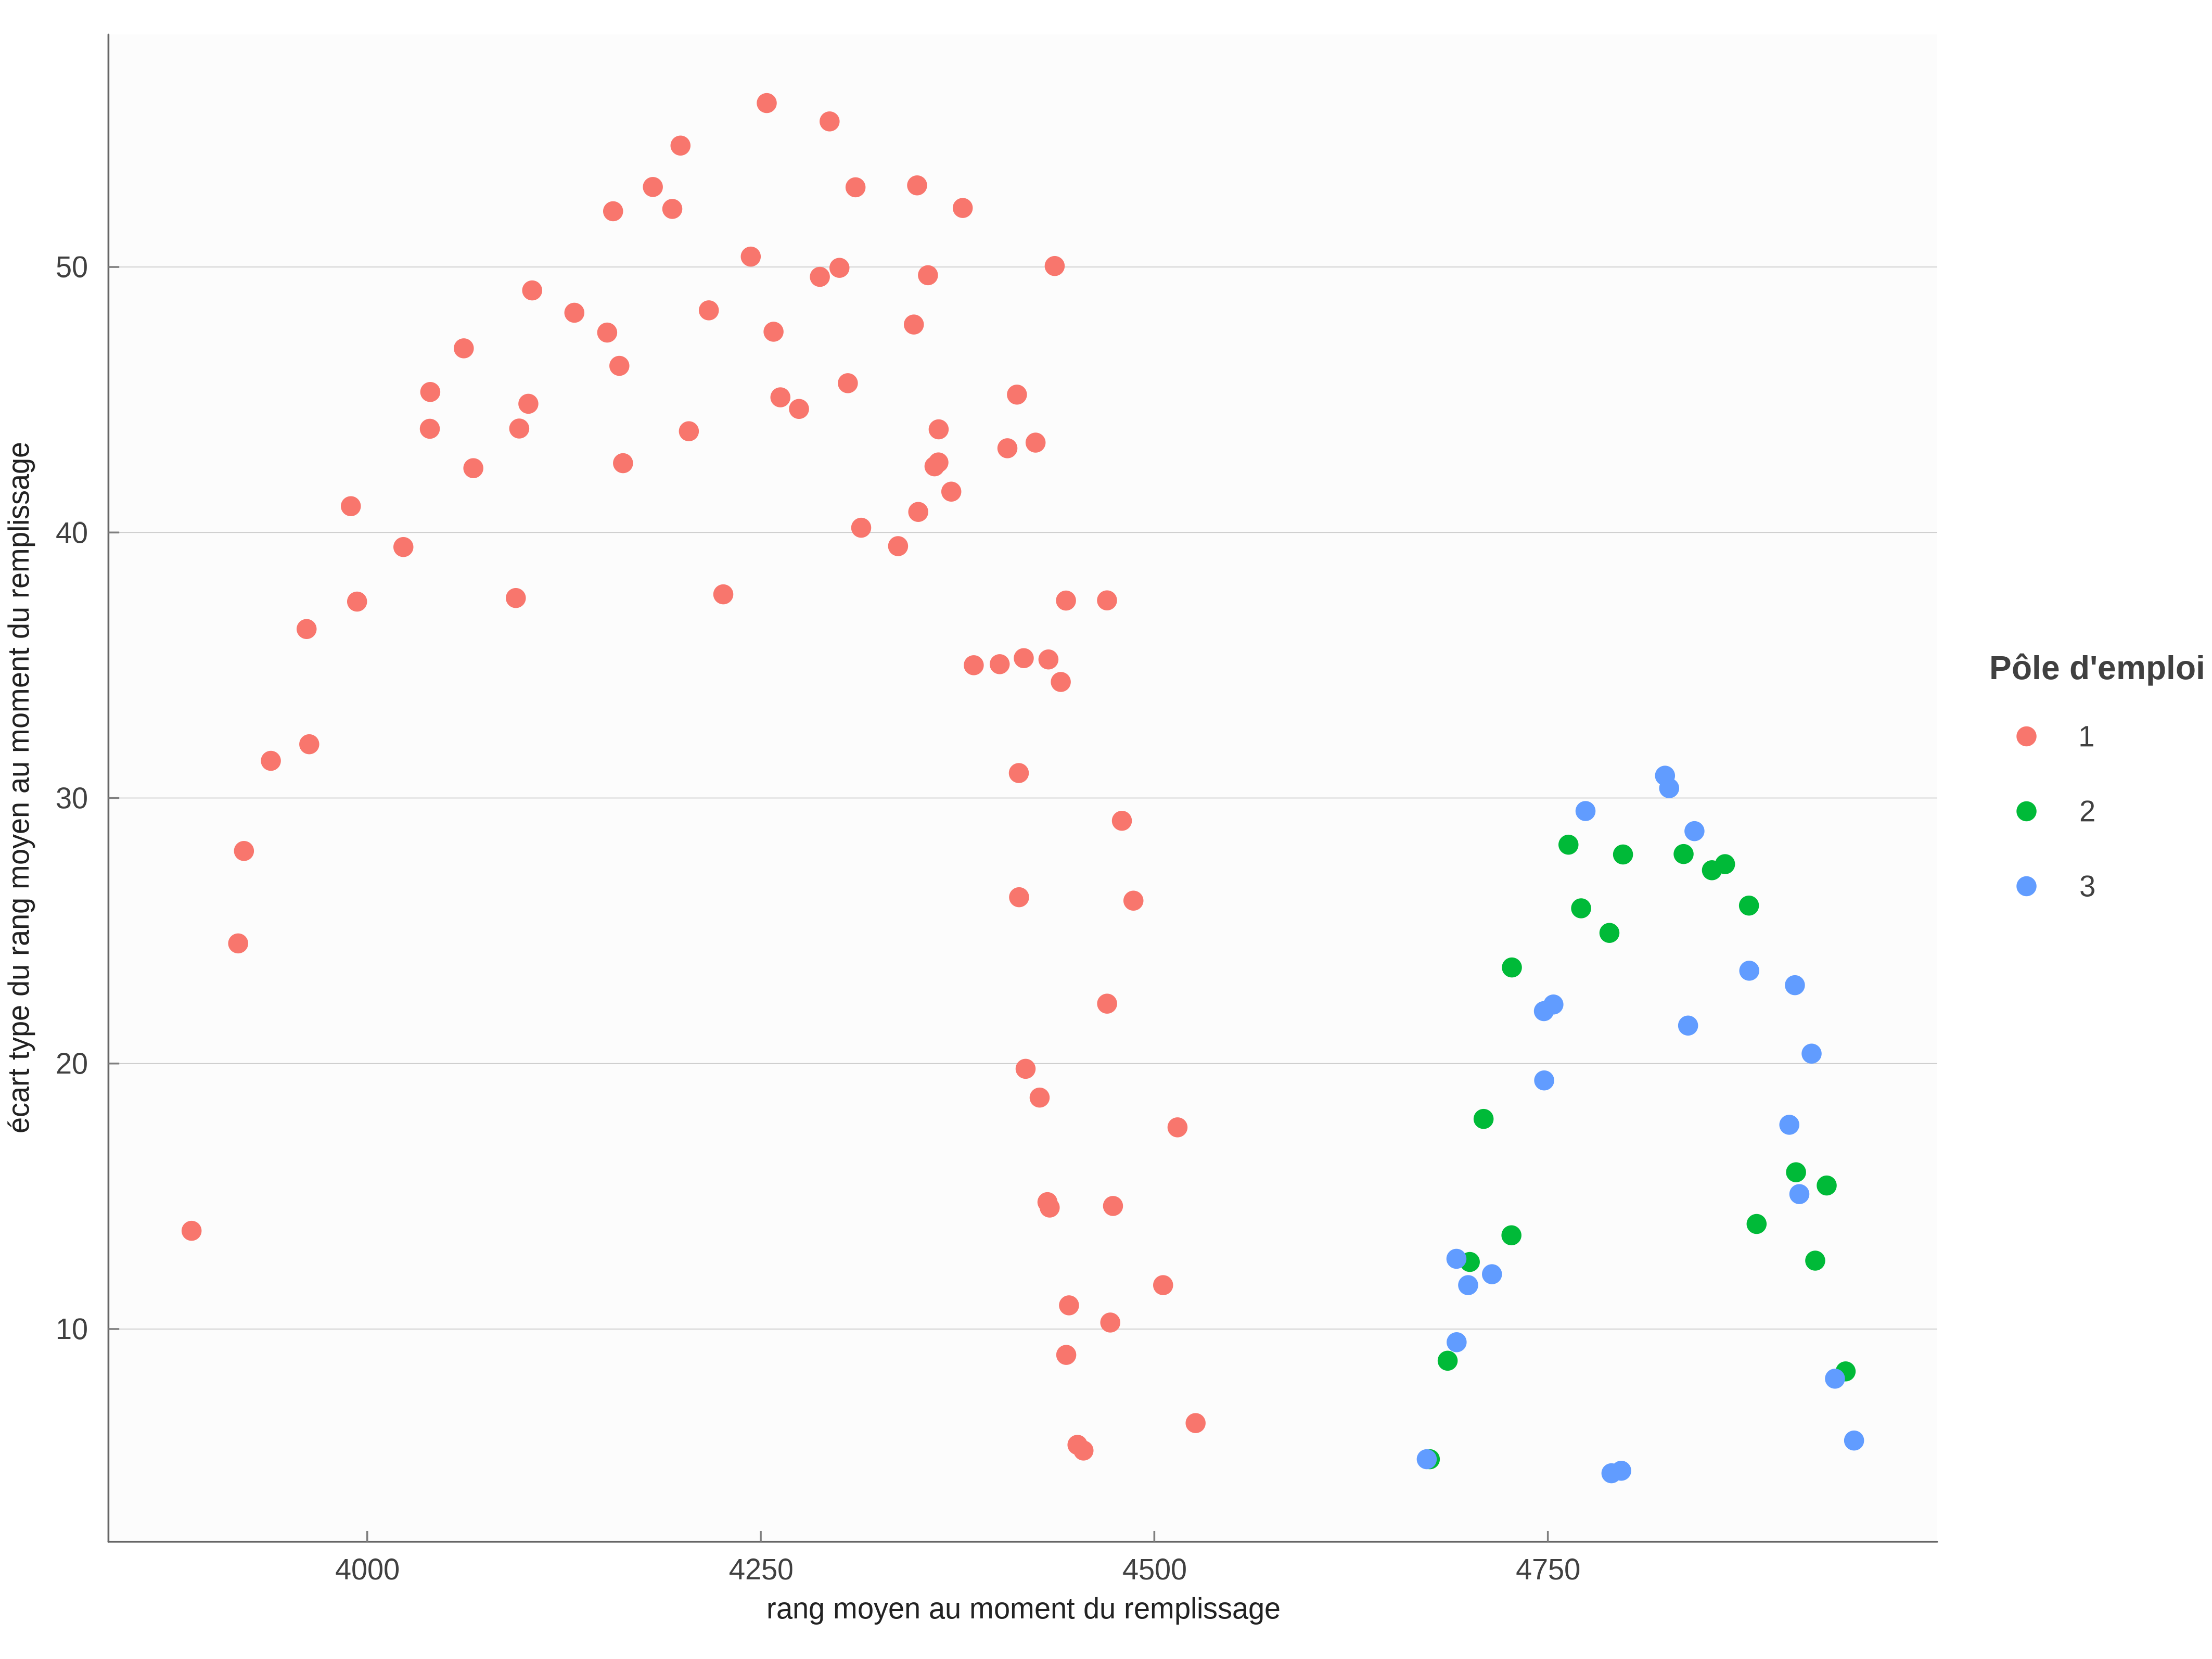 écart type du rang moyen au moment du remplissage
50
40
30
20
10
4000 4250 4500 4750
rang moyen au moment du remplissage
Pôle d'emploi
1
2
3